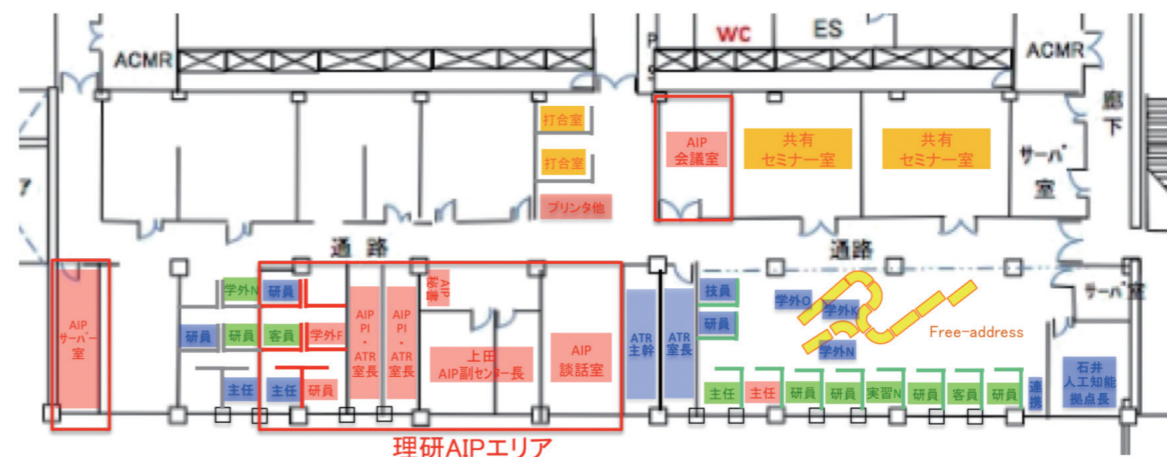 ACMR
P
S
WC
ES
ACMR
廊
下
ア
打合室
打合室
プリンタ他
AIP
会議室
共有
セミナー室
共有
セミナー室
サーバ
室
通 路
通路
AIP
サーバー
室
学外N
研員
研員
研員
客員
学外F
主任
主任
研員
AIP
PI
・
ATR
室長
AIP
PI
・
ATR
室長
AIP
秘書
上田
AIP副センター長
AIP
談話室
ATR
主幹
ATR
室長
技員
研員
学外O
学外K
学外N
Free-address
サーバ室
主任
主任
研員
研員
実習N
研員
客員
研員
連携
石井
人工知能
拠点長
理研AIPエリア